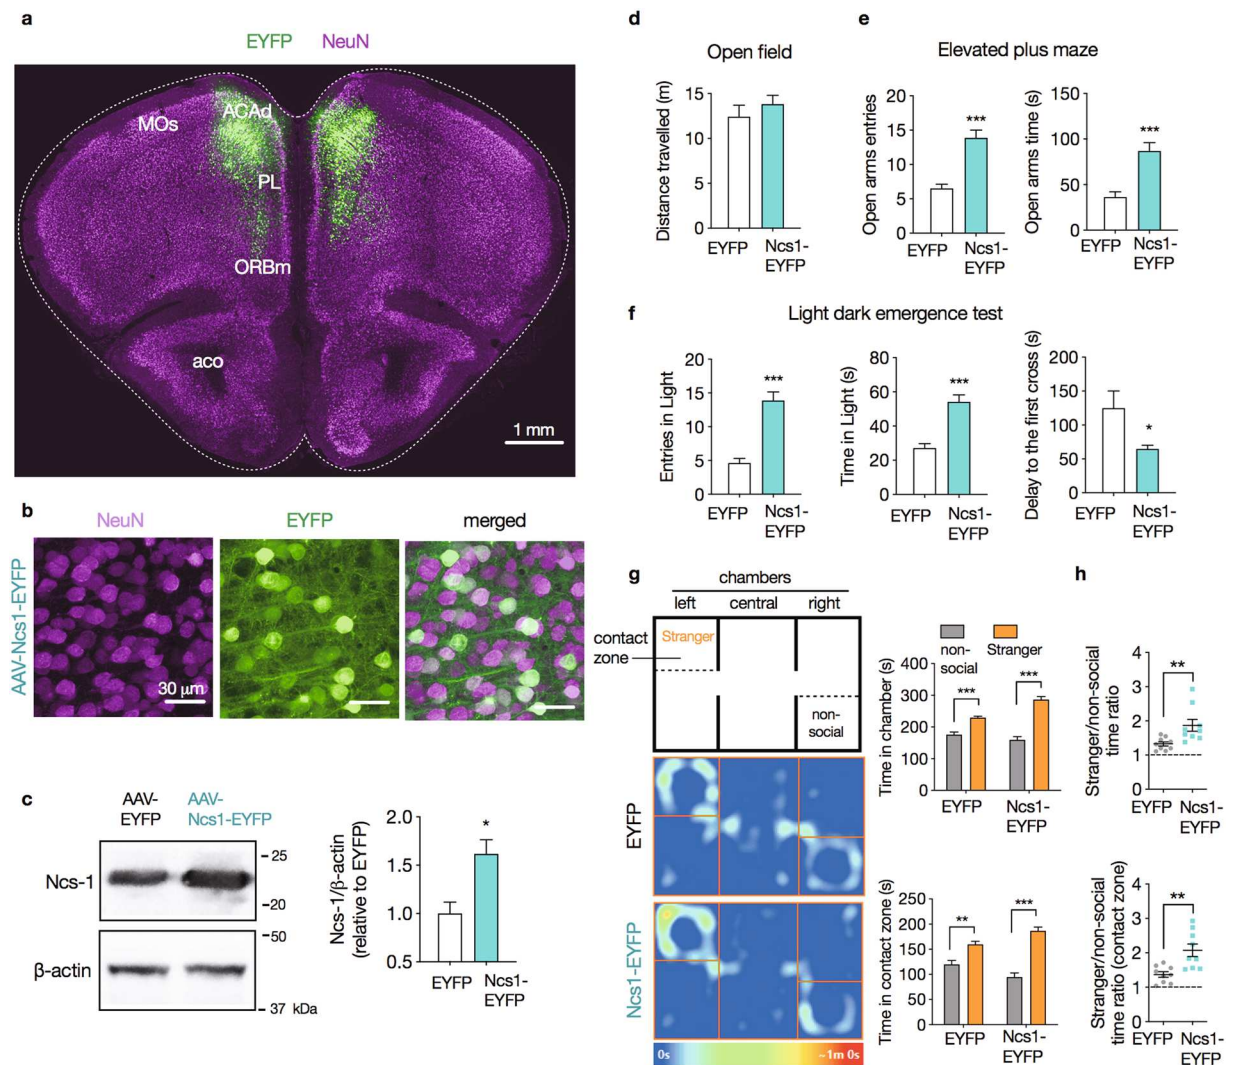 a
EYFP NeuN
MOs
ACAd
PL
ORBm
aco
1 mm
b
NeuN EYFP merged
AAV-Ncs1-EYFP
30 μm
c
AAV-
EYFP
AAV-
Ncs1-EYFP
Ncs-1
25
20
50
β-actin
37 kDa
Ncs-1/β-actin
(relative to EYFP)
2.0
1.5
1.0
0.5
*
EYFP
Ncs1-
EYFP
d
Open field
Distance travelled (m)
15
10
5
0
EYFP
Ncs1-
EYFP
e
Elevated plus maze
Open arms entries
20
15
10
5
0
***
EYFP
Ncs1-
EYFP
Open arms time (s)
150
100
50
0
***
EYFP
Ncs1-
EYFP
f
Light dark emergence test
Entries in Light
20
15
10
5
0
***
EYFP
Ncs1-
EYFP
Time in Light (s)
80
60
40
20
0
***
EYFP
Ncs1-
EYFP
Delay to the first cross (s)
200
150
100
50
0
*
EYFP
Ncs1-
EYFP
g
chambers
left central right
contact
zone
Stranger
non-
social
EYFP
Ncs1-EYFP
0s ~1m 0s
non-
social
Stranger
Time in chamber (s)
400
300
200
100
0
***
***
EYFP
Ncs1-
EYFP
Time in contact zone (s)
250
200
150
100
50
0
**
***
EYFP
Ncs1-
EYFP
h
Stranger/non-social
time ratio
4
3
2
1
0
**
EYFP
Ncs1-
EYFP
Stranger/non-social
time ratio (contact zone)
4
3
2
1
0
**
EYFP
Ncs1-
EYFP